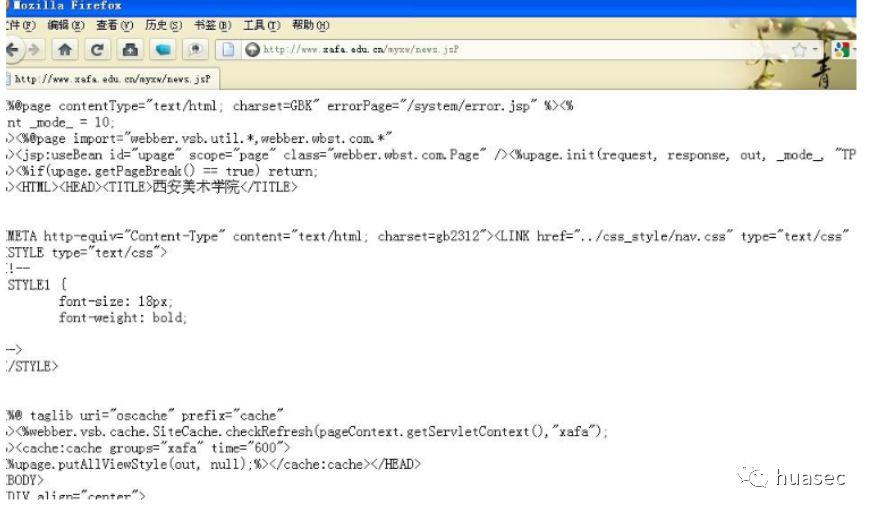 Mozilla Firefox
件(F) 编辑(E) 查看(V) 历史(S) 书签(B) 工具(T) 帮助(H)
http://www.xafa.edu.cn/myxw/news.jsP
http://www.xafa.edu.cn/myxw/news.jsP
青
%@page contentType="text/html; charset=GBK" errorPage="/system/error.jsp" %><%
nt _mode_ = 10;
><%@page import="webber.vsb.util.*,webber.wbst.com.*"
><jsp:useBean id="upage" scope="page" class="webber.wbst.com.Page" /><%upage.init(request, response, out, _mode_, "TP
><%if(upage.getPageBreak() == true) return;
><HTML><HEAD><TITLE>西安美术学院</TITLE>
META http-equiv="Content-Type" content="text/html; charset=gb2312"><LINK href="../css_style/nav.css" type="text/css"
STYLE type="text/css">
!--
STYLE1 {
font-size: 18px;
font-weight: bold;
->
/STYLE>
%@ taglib uri="oscache" prefix="cache"
><%webber.vsb.cache.SiteCache.checkRefresh(pageContext.getServletContext(),"xafa");
><cache:cache groups="xafa" time="600">
%upage.putAllViewStyle(out, null);%></cache:cache></HEAD>
BODY>
DIV align="center">
huasec